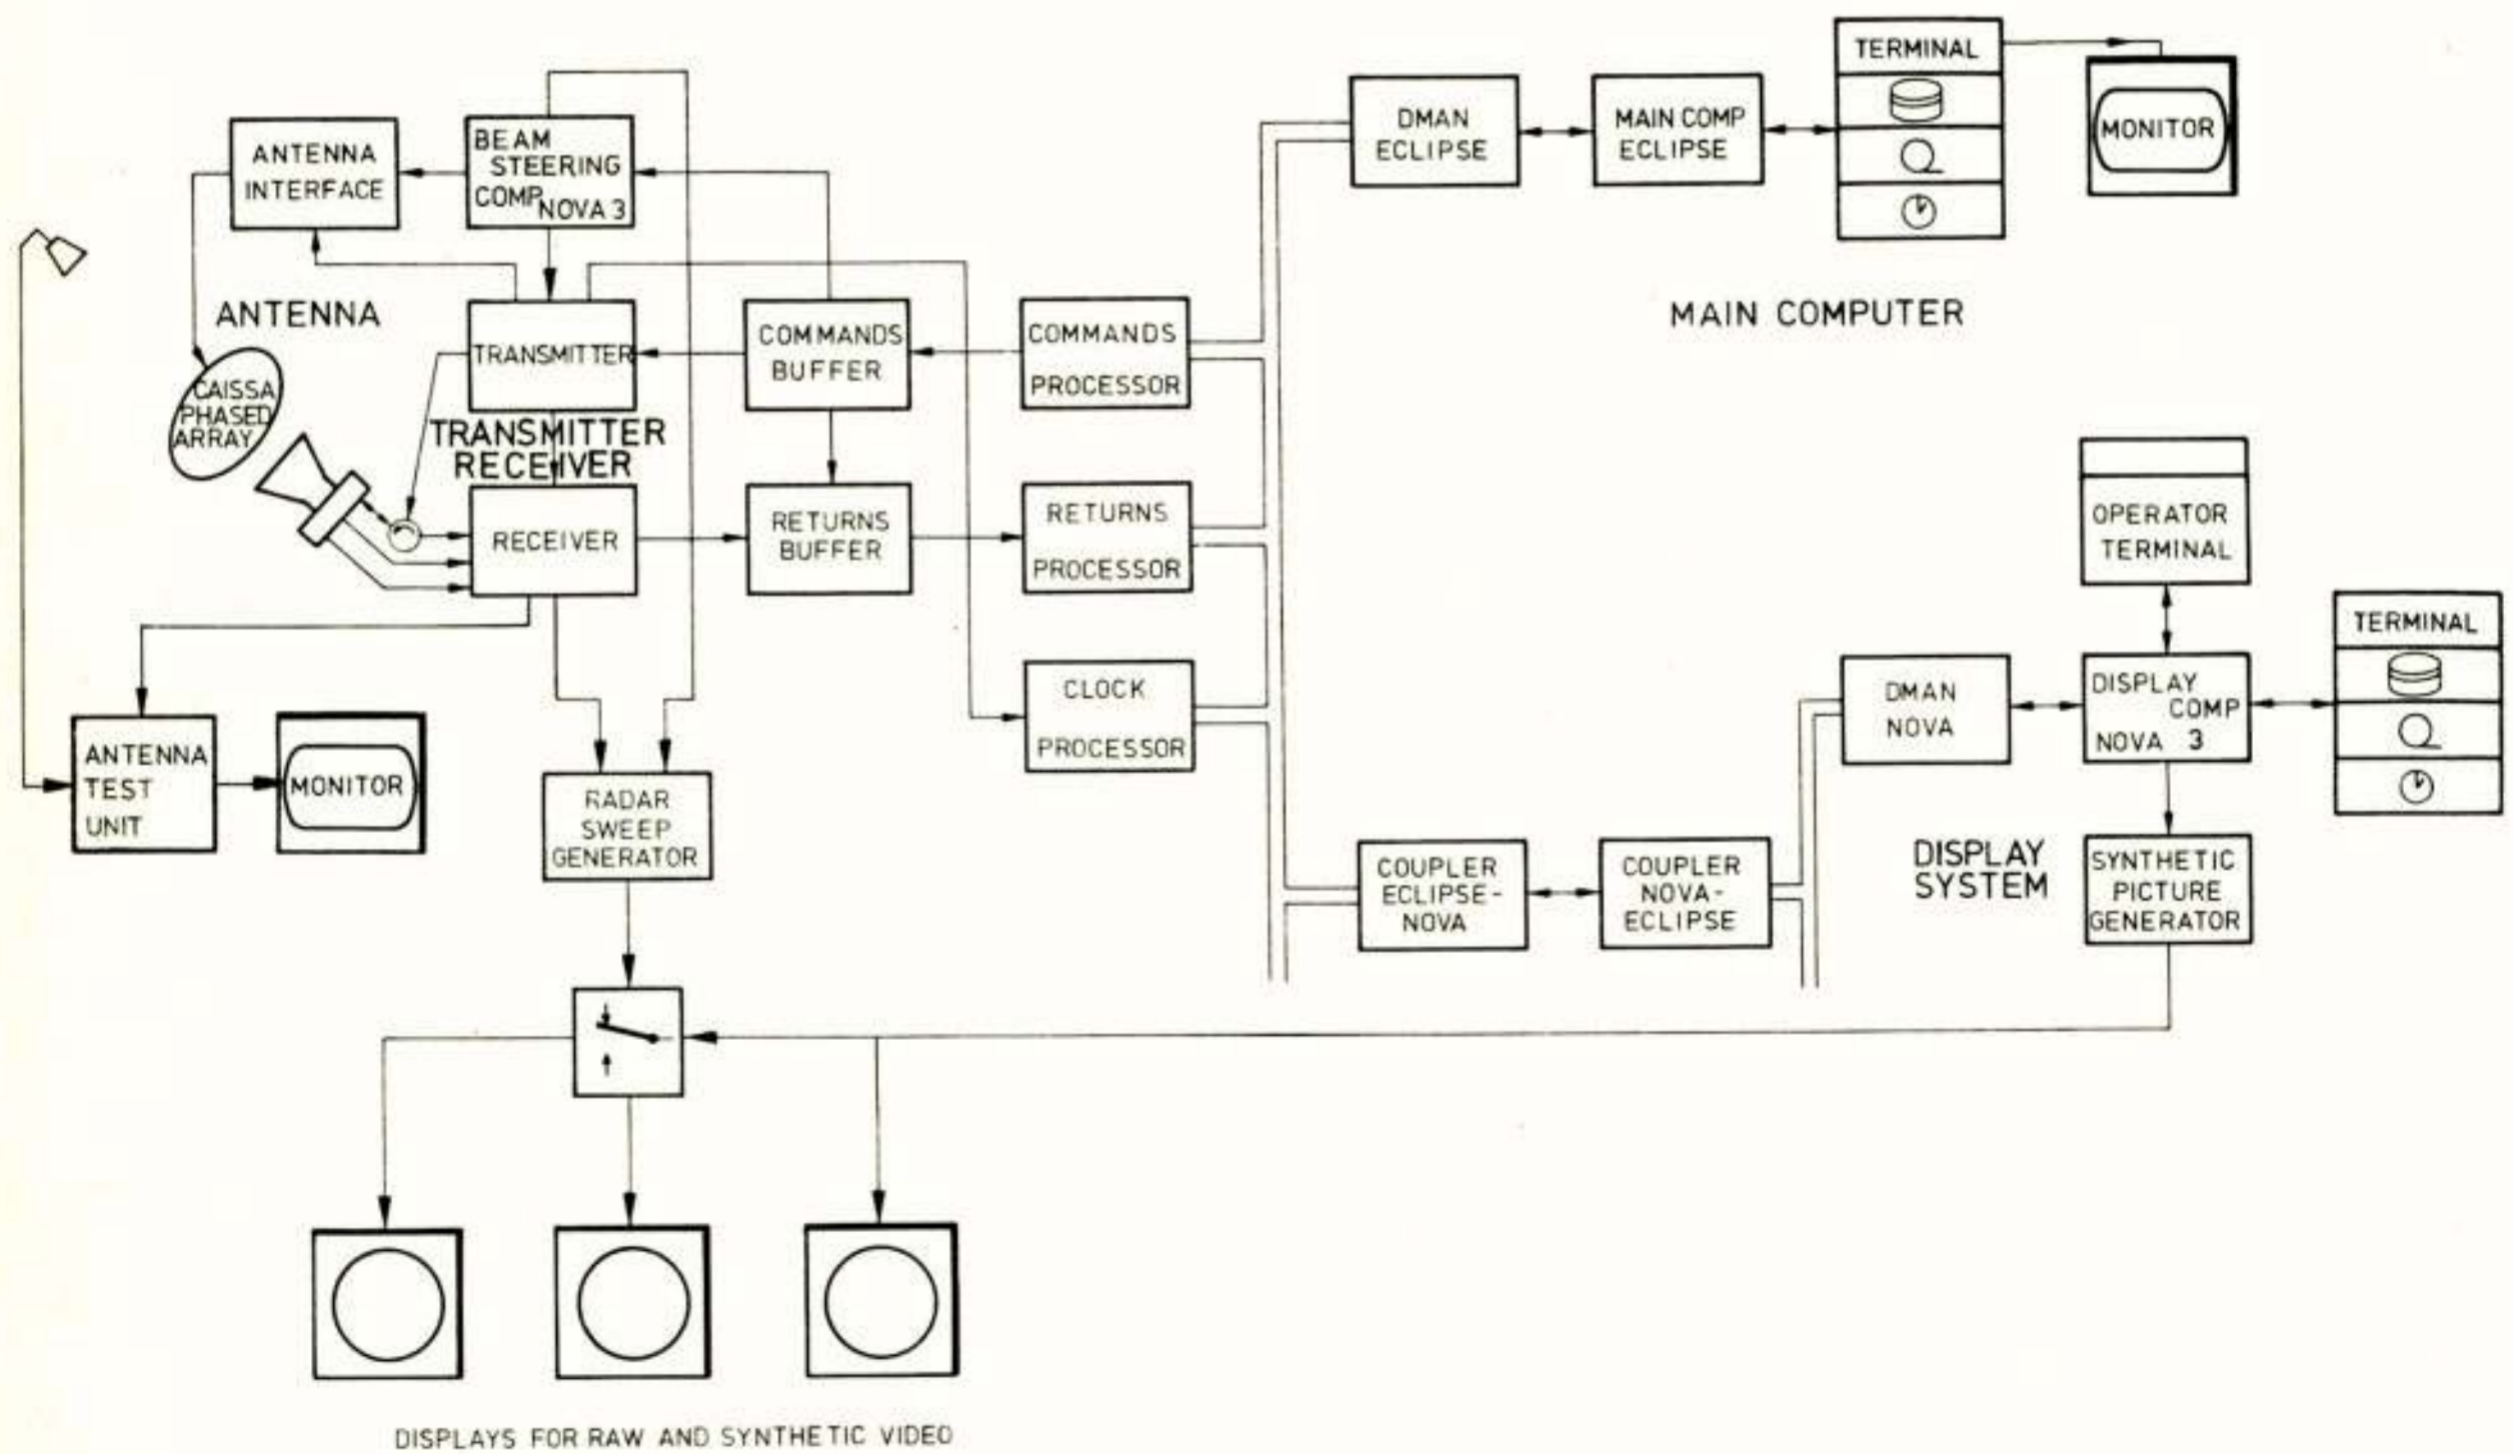 TERMINAL
MONITOR
DMAN
ECLIPSE
MAIN COMP
ECLIPSE
MAIN COMPUTER
ANTENNA
INTERFACE
BEAM
STEERING
COMP
NOVA 3
ANTENNA
CAISSA
PHASED
ARRAY
TRANSMITTER
TRANSMITTER
RECEIVER
RECEIVER
COMMANDS
BUFFER
COMMANDS
PROCESSOR
RETURNS
BUFFER
RETURNS
PROCESSOR
CLOCK
PROCESSOR
ANTENNA
TEST
UNIT
MONITOR
RADAR
SWEEP
GENERATOR
OPERATOR
TERMINAL
TERMINAL
DMAN
NOVA
DISPLAY
COMP
NOVA 3
COUPLER
ECLIPSE-
NOVA
COUPLER
NOVA-
ECLIPSE
DISPLAY
SYSTEM
SYNTHETIC
PICTURE
GENERATOR
DISPLAYS FOR RAW AND SYNTHETIC VIDEO